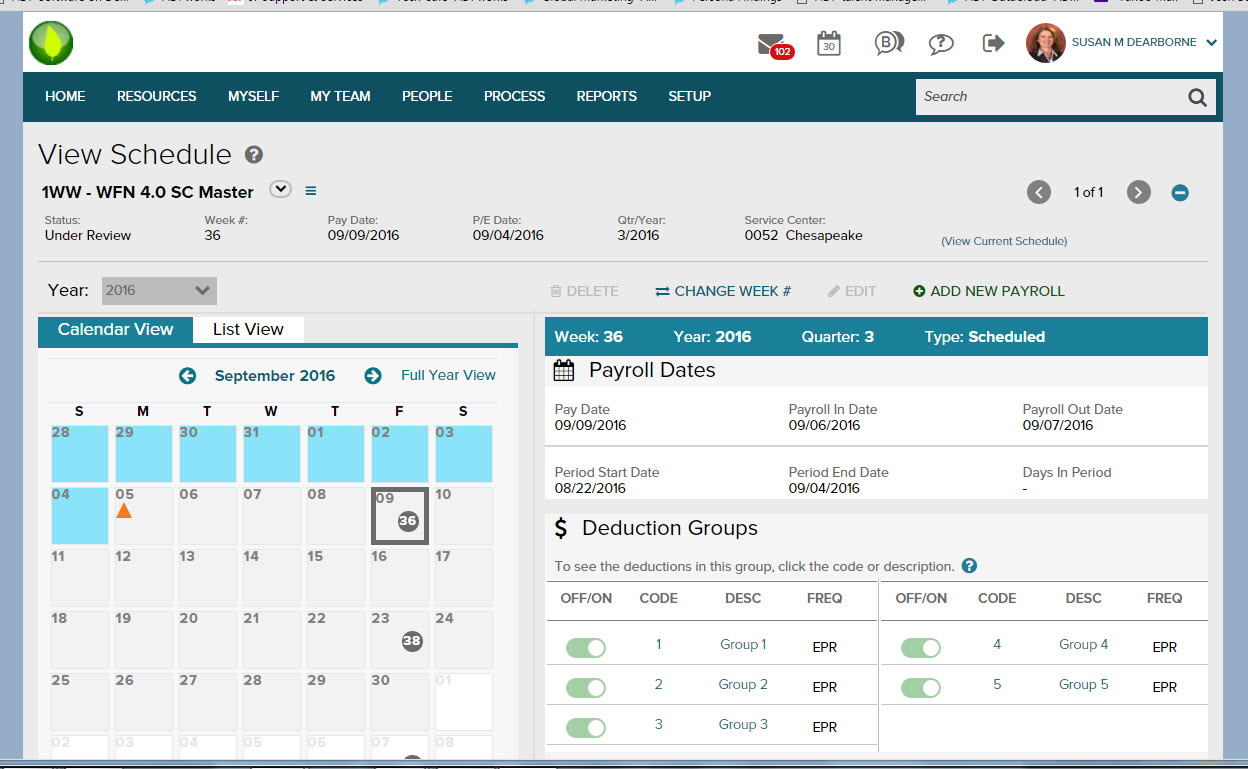 102
30
B
SUSAN M DEARBORNE
HOME RESOURCES MYSELF MY TEAM PEOPLE PROCESS REPORTS SETUP Search
View Schedule ?
1WW - WFN 4.0 SC Master
1 of 1
Status: Week #: Pay Date: P/E Date: Qtr/Year: Service Center:
Under Review 36 09/09/2016 09/04/2016 3/2016 0052 Chesapeake
(View Current Schedule)
Year: 2016
DELETE CHANGE WEEK # EDIT ADD NEW PAYROLL
Calendar View List View
September 2016 Full Year View
S M T W T F S
28 29 30 31 01 02 03
04 05 06 07 08 09 10
36
11 12 13 14 15 16 17
18 19 20 21 22 23 24
38
25 26 27 28 29 30 01
02 03 04 05 06 07 08
Week: 36 Year: 2016 Quarter: 3 Type: Scheduled
Payroll Dates
Pay Date Payroll In Date Payroll Out Date
09/09/2016 09/06/2016 09/07/2016
Period Start Date Period End Date Days In Period
08/22/2016 09/04/2016 -
$ Deduction Groups
To see the deductions in this group, click the code or description. ?
OFF/ON CODE DESC FREQ OFF/ON CODE DESC FREQ
1 Group 1 EPR 4 Group 4 EPR
2 Group 2 EPR 5 Group 5 EPR
3 Group 3 EPR